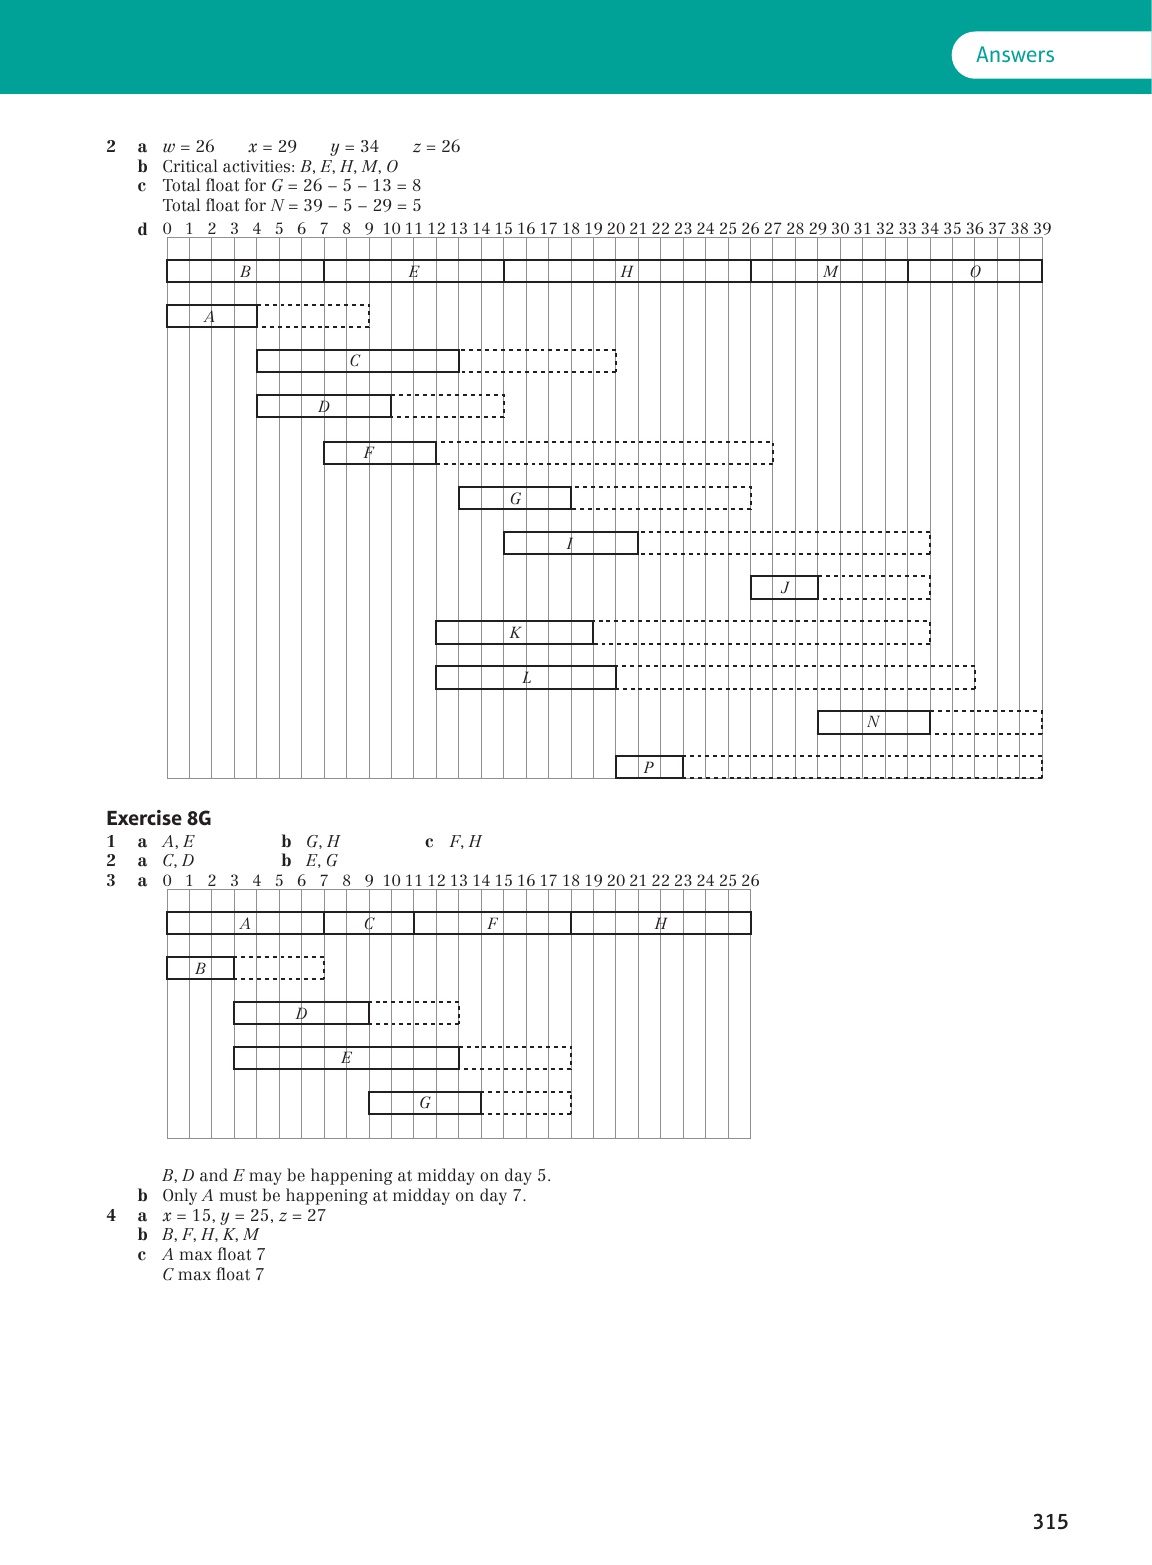 Answers
2 a w = 26 x = 29 y = 34 z = 26
b Critical activities: B, E, H, M, O
c Total float for G = 26 – 5 – 13 = 8
Total float for N = 39 – 5 – 29 = 5
d 0 1 2 3 4 5 6 7 8 9 10 11 12 13 14 15 16 17 18 19 20 21 22 23 24 25 26 27 28 29 30 31 32 33 34 35 36 37 38 39
B E H M O
A
C
D
F
G
I
J
K
L
N
P
Exercise 8G
1 a A, E b G, H c F, H
2 a C, D b E, G
3 a 0 1 2 3 4 5 6 7 8 9 10 11 12 13 14 15 16 17 18 19 20 21 22 23 24 25 26
A C F H
B
D
E
G
B, D and E may be happening at midday on day 5.
b Only A must be happening at midday on day 7.
4 a x = 15, y = 25, z = 27
b B, F, H, K, M
c A max float 7
C max float 7
315